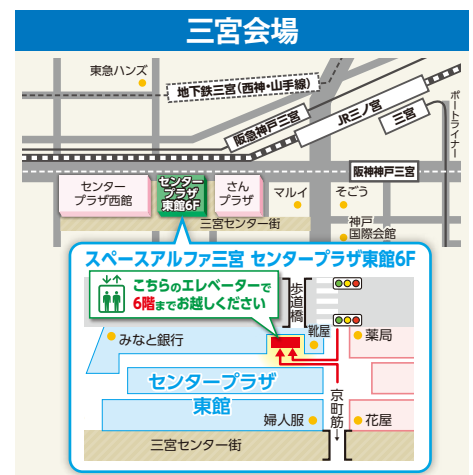 三宮会場
東急ハンズ
地下鉄三宮(西神・山手線)
阪急神戸三宮
JR三ノ宮
三宮
ポートライナー
阪神神戸三宮
センター
プラザ西館
センター
プラザ
東館6F
さん
プラザ
マルイ
そごう
三宮センター街
神戸
国際会館
スペースアルファ三宮 センタープラザ東館6F
こちらのエレベーターで
6階までお越しください
歩道橋
みなと銀行
靴屋
薬局
センタープラザ
東館
京町筋
婦人服
花屋
三宮センター街